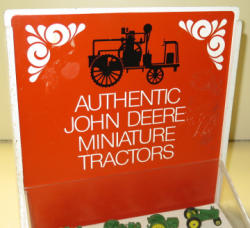 AUTHENTIC
JOHN DEERE
MINIATURE
TRACTORS